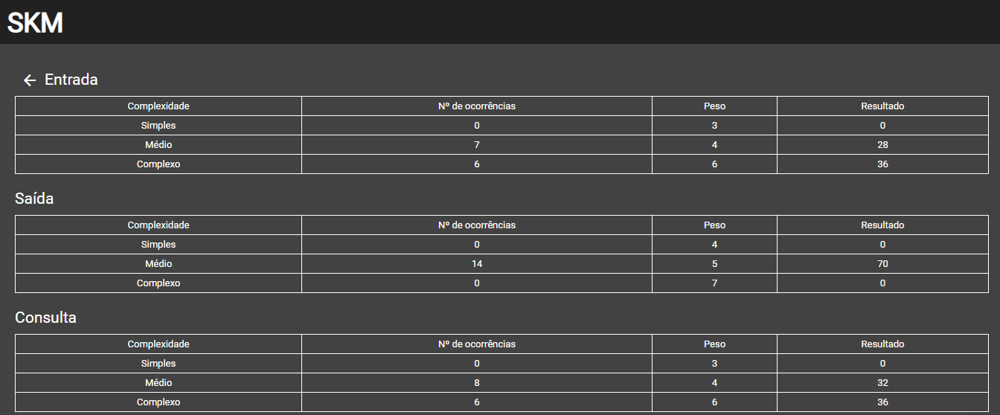 SKM
Entrada
Complexidade Nº de ocorrências Peso Resultado
Simples 0 3 0
Médio 7 4 28
Complexo 6 6 36
Saída
Complexidade Nº de ocorrências Peso Resultado
Simples 0 4 0
Médio 14 5 70
Complexo 0 7 0
Consulta
Complexidade Nº de ocorrências Peso Resultado
Simples 0 3 0
Médio 8 4 32
Complexo 6 6 36